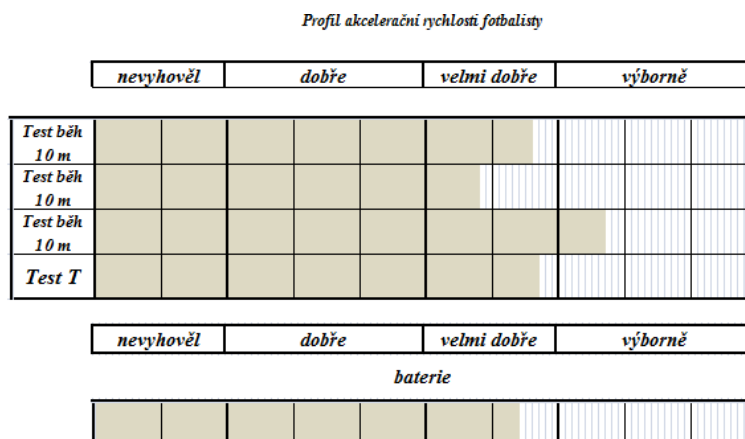 Profil akcelerační rychlosti fotbalisty
nevyhověl dobře velmi dobře výborně
Test běh
10 m
Test běh
10 m
Test běh
10 m
Test T
nevyhověl dobře velmi dobře výborně
baterie